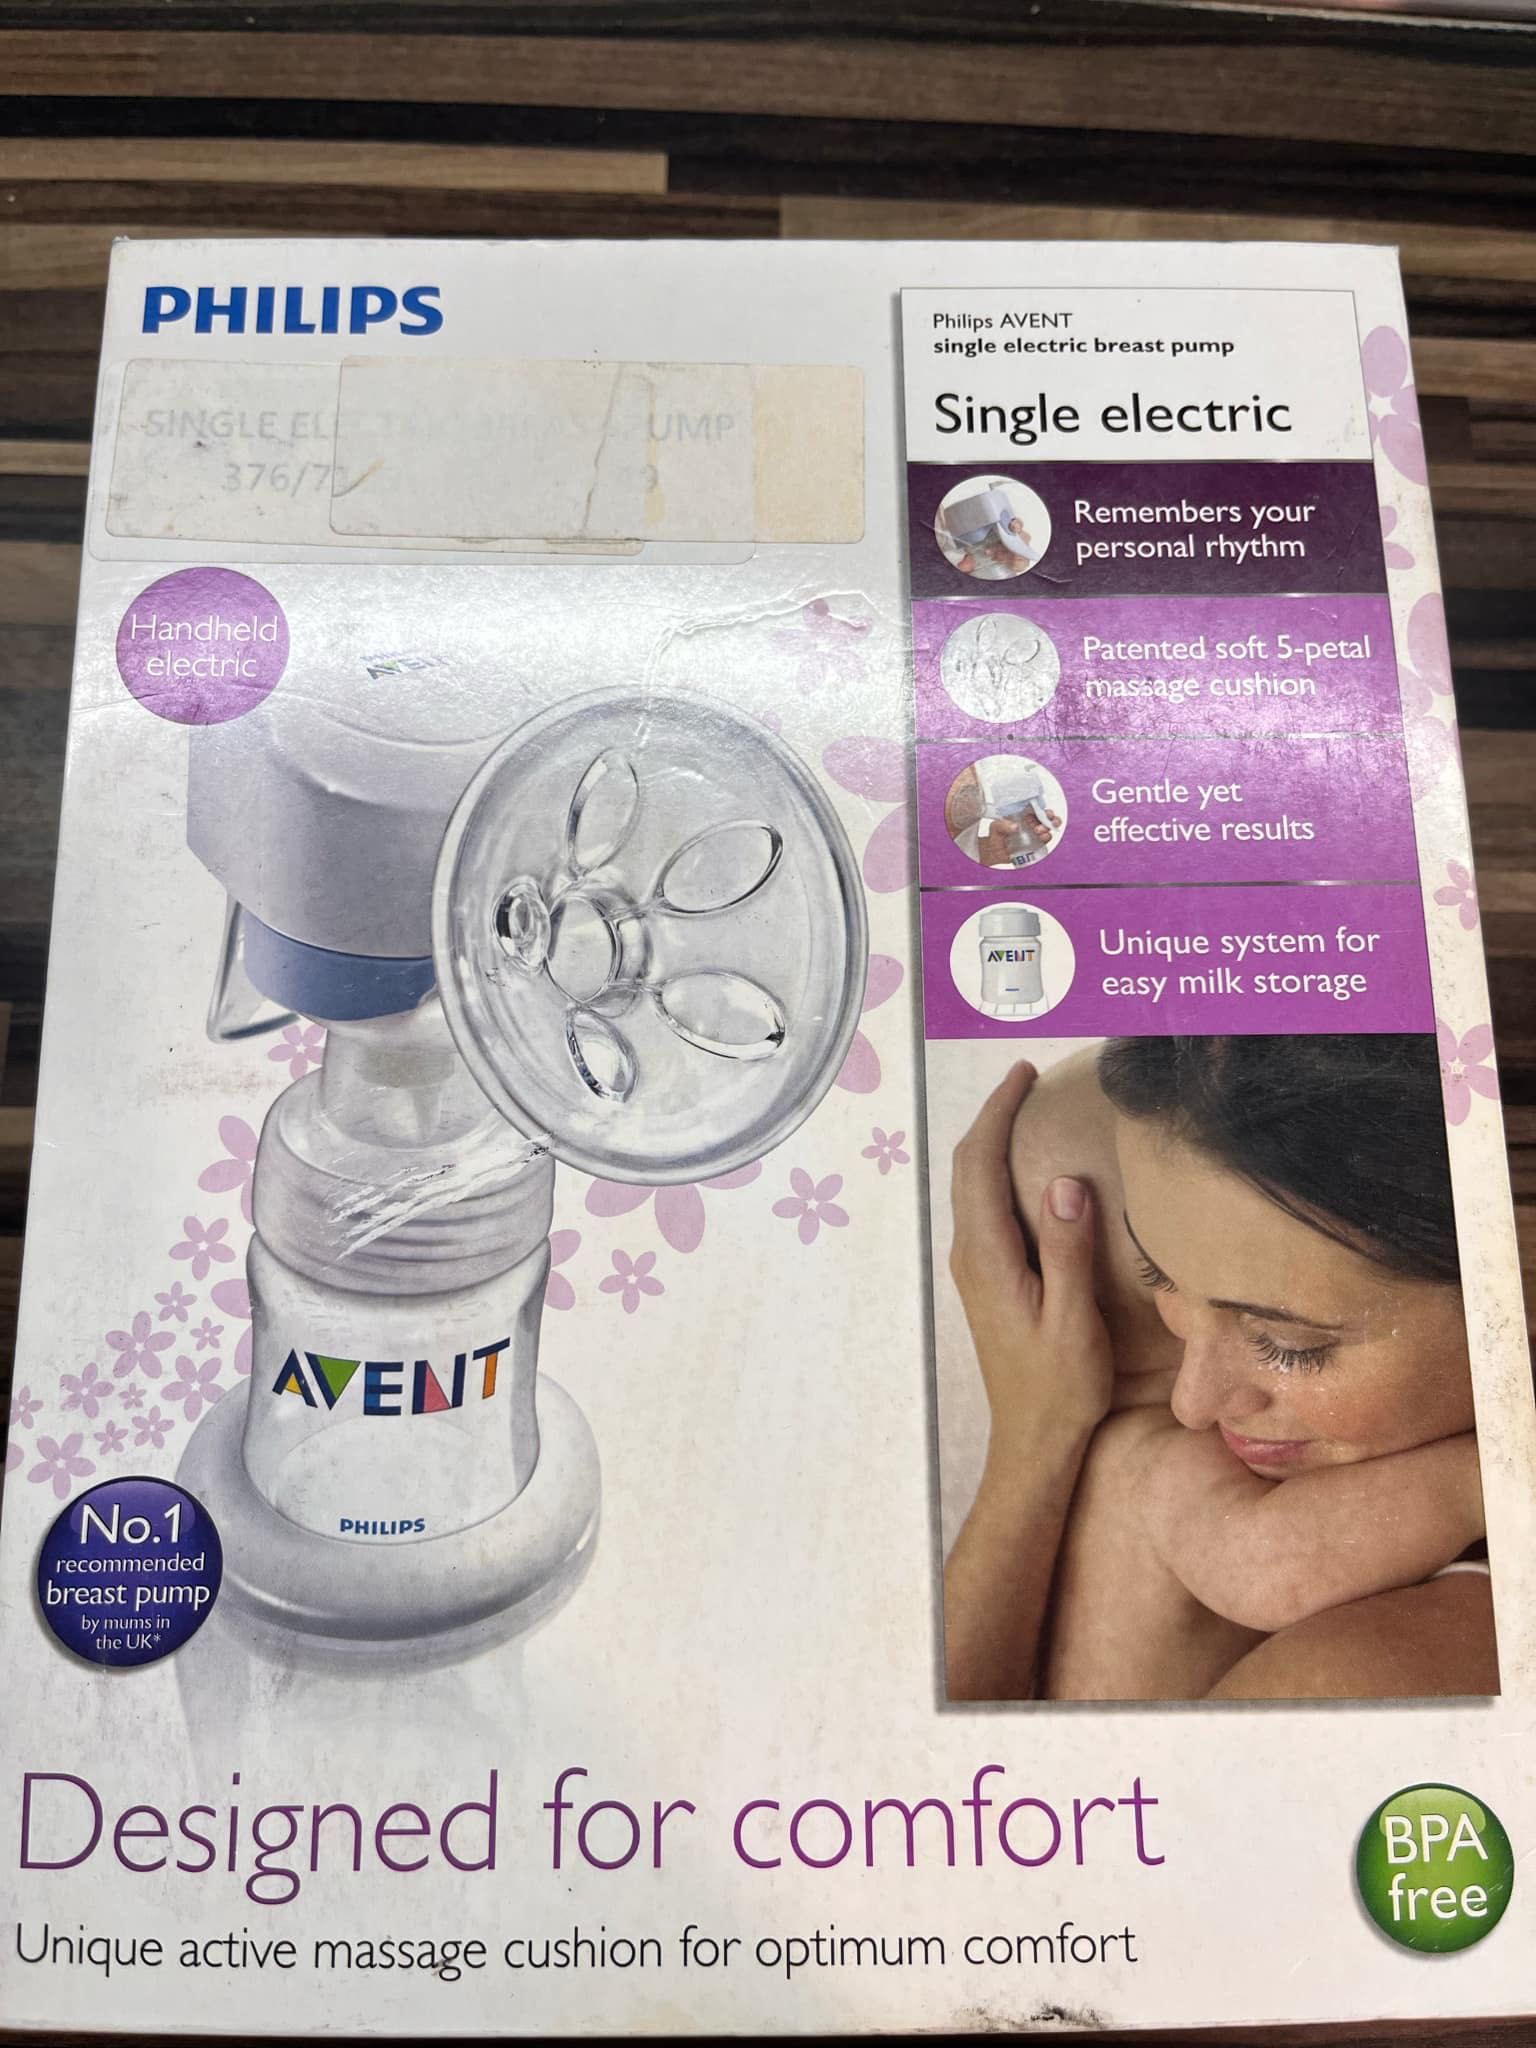 PHILIPS
SINGLE UMP
376/7
Handheld
electric
AVENT
AVENT
PHILIPS
No.1
recommended
breast pump
by mums in
the UK*
Philips AVENT
single electric breast pump
Single electric
Remembers your
personal rhythm
Patented soft 5-petal
massage cushion
Gentle yet
effective results
AVENT
Unique system for
easy milk storage
Designed for comfort
Unique active massage cushion for optimum comfort
BPA
free